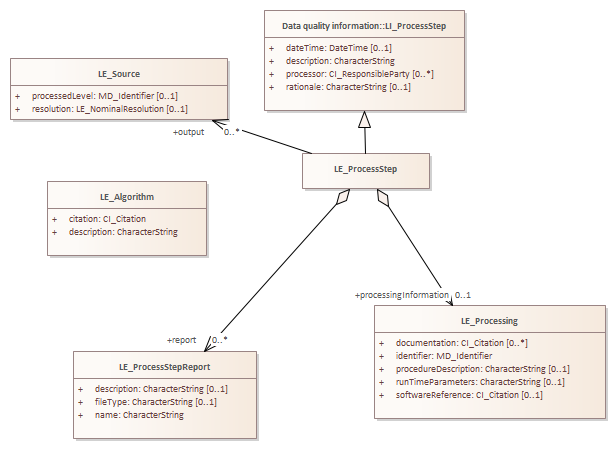 Data quality information::LI_ProcessStep
+ dateTime: DateTime [0..1]
+ description: CharacterString
+ processor: CI_ResponsibleParty [0..*]
+ rationale: CharacterString [0..1]
LE_Source
+ processedLevel: MD_Identifier [0..1]
+ resolution: LE_NominalResolution [0..1]
+output 0..*
LE_ProcessStep
LE_Algorithm
+ citation: CI_Citation
+ description: CharacterString
+processingInformation 0..1
LE_Processing
+ documentation: CI_Citation [0..*]
+ identifier: MD_Identifier
+ procedureDescription: CharacterString [0..1]
+ runTimeParameters: CharacterString [0..1]
+ softwareReference: CI_Citation [0..1]
+report 0..*
LE_ProcessStepReport
+ description: CharacterString [0..1]
+ fileType: CharacterString [0..1]
+ name: CharacterString